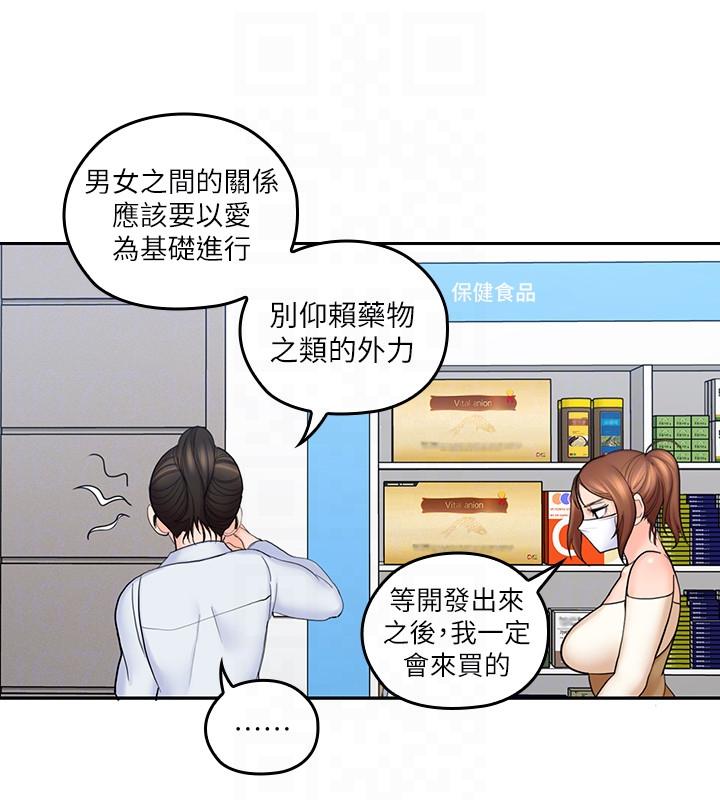 男女之間的關係
應該要以愛
為基礎進行
別仰賴藥物
之類的外力
保健食品
Vital anion
Vital anion
等開發出來
之後，我一定
會來買的
……